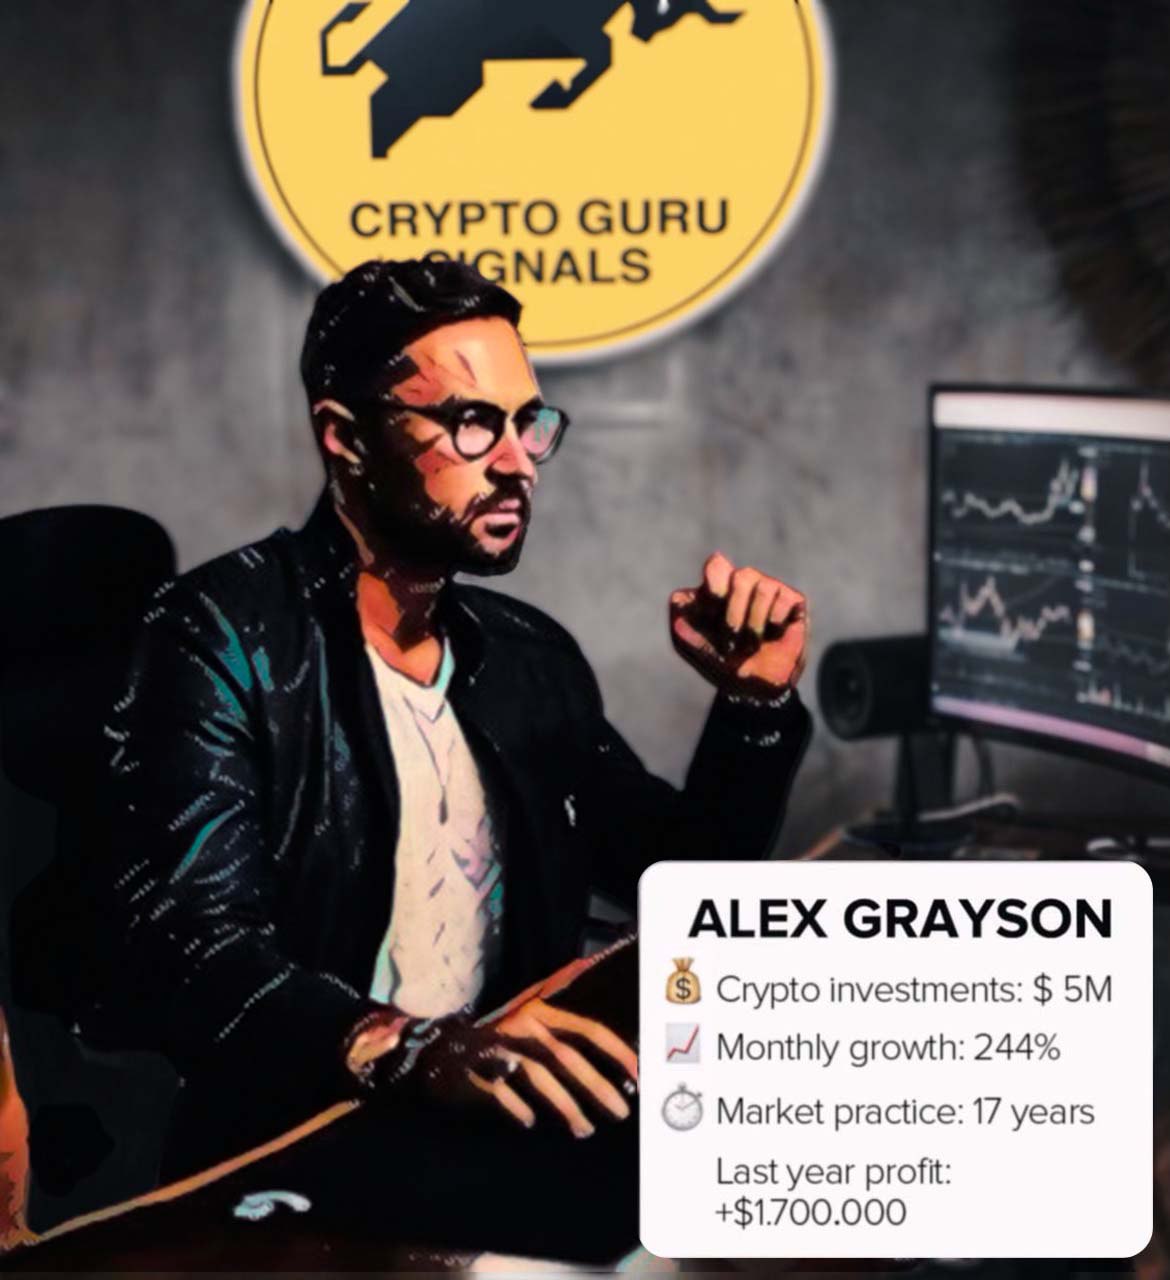 CRYPTO GURU
SIGNALS
ALEX GRAYSON
Crypto investments: $ 5M
Monthly growth: 244%
Market practice: 17 years
Last year profit:
+$1.700.000